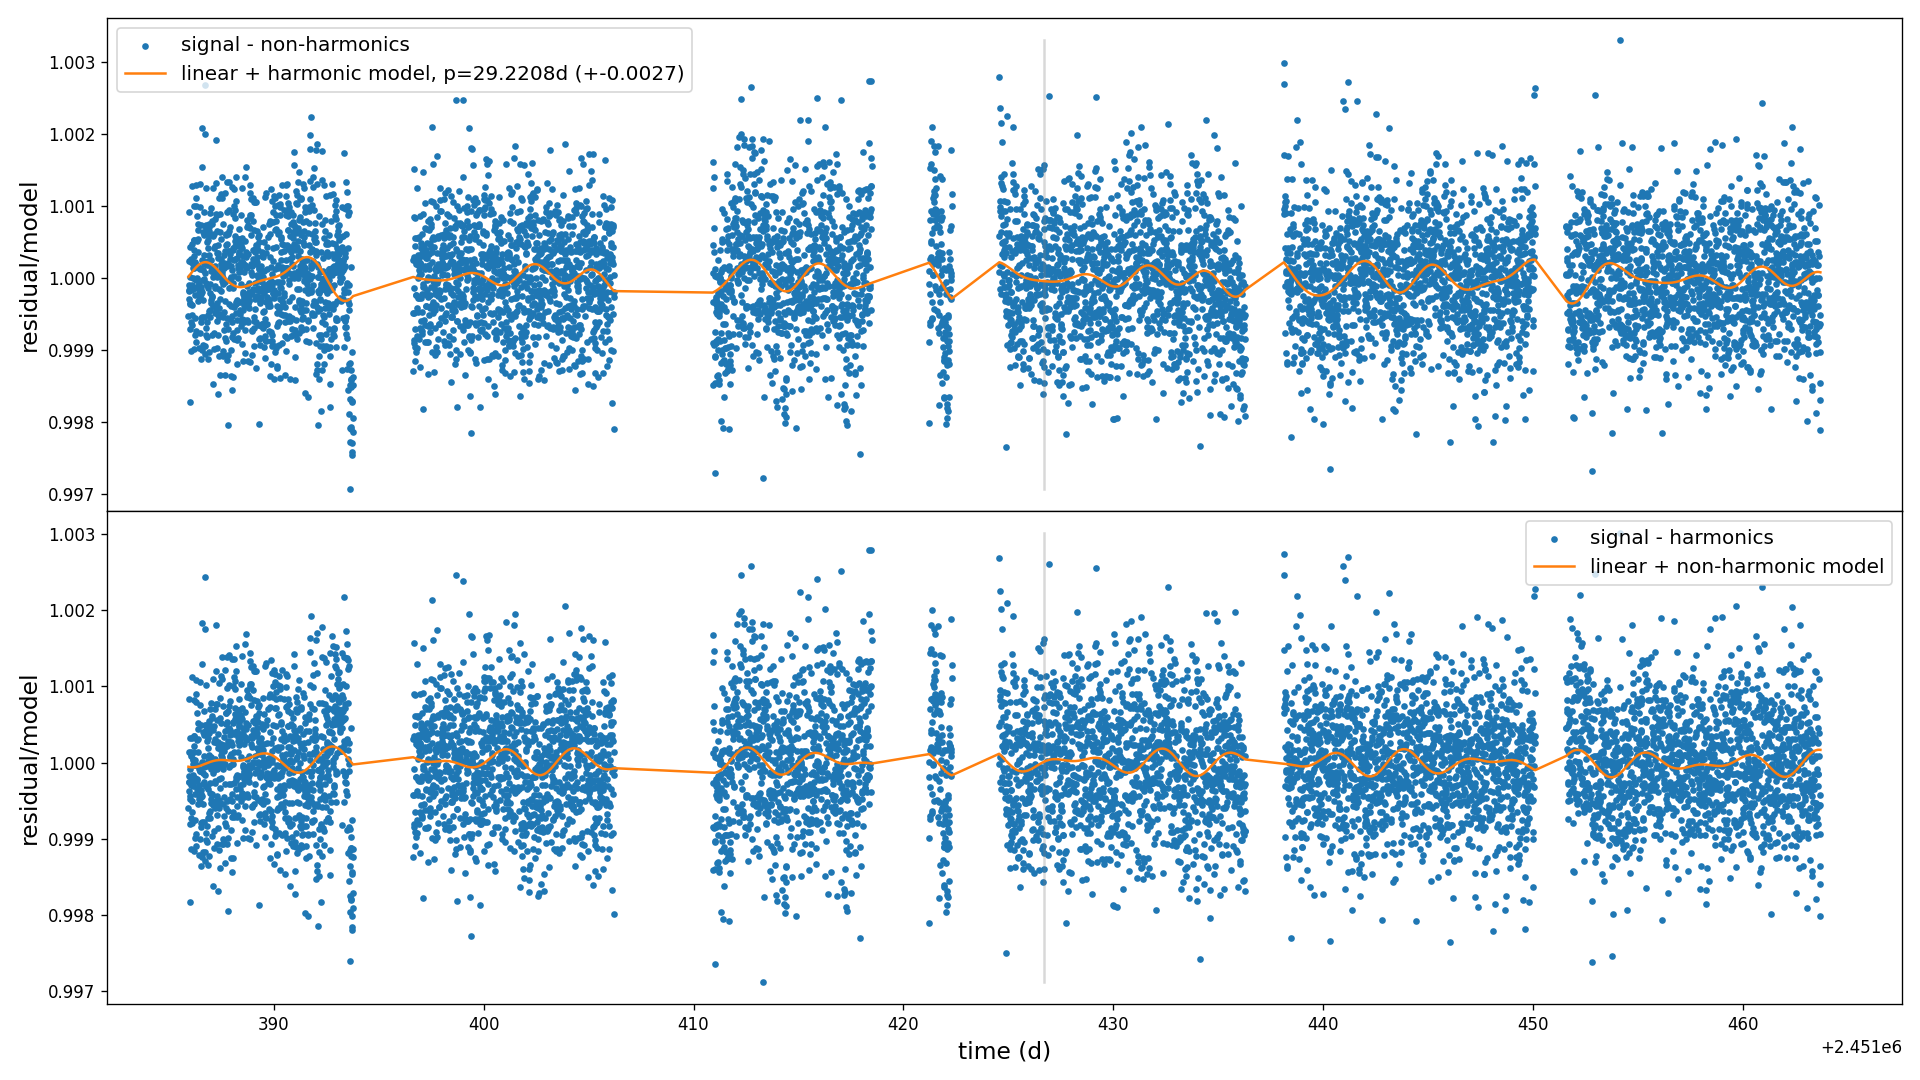 signal - non-harmonics
linear + harmonic model, p=29.2208d (+-0.0027)
1.003
1.002
1.001
1.000
0.999
0.998
0.997
residual/model
signal - harmonics
linear + non-harmonic model
1.003
1.002
1.001
1.000
0.999
0.998
0.997
residual/model
390 400 410 420 430 440 450 460
+2.451e6
time (d)